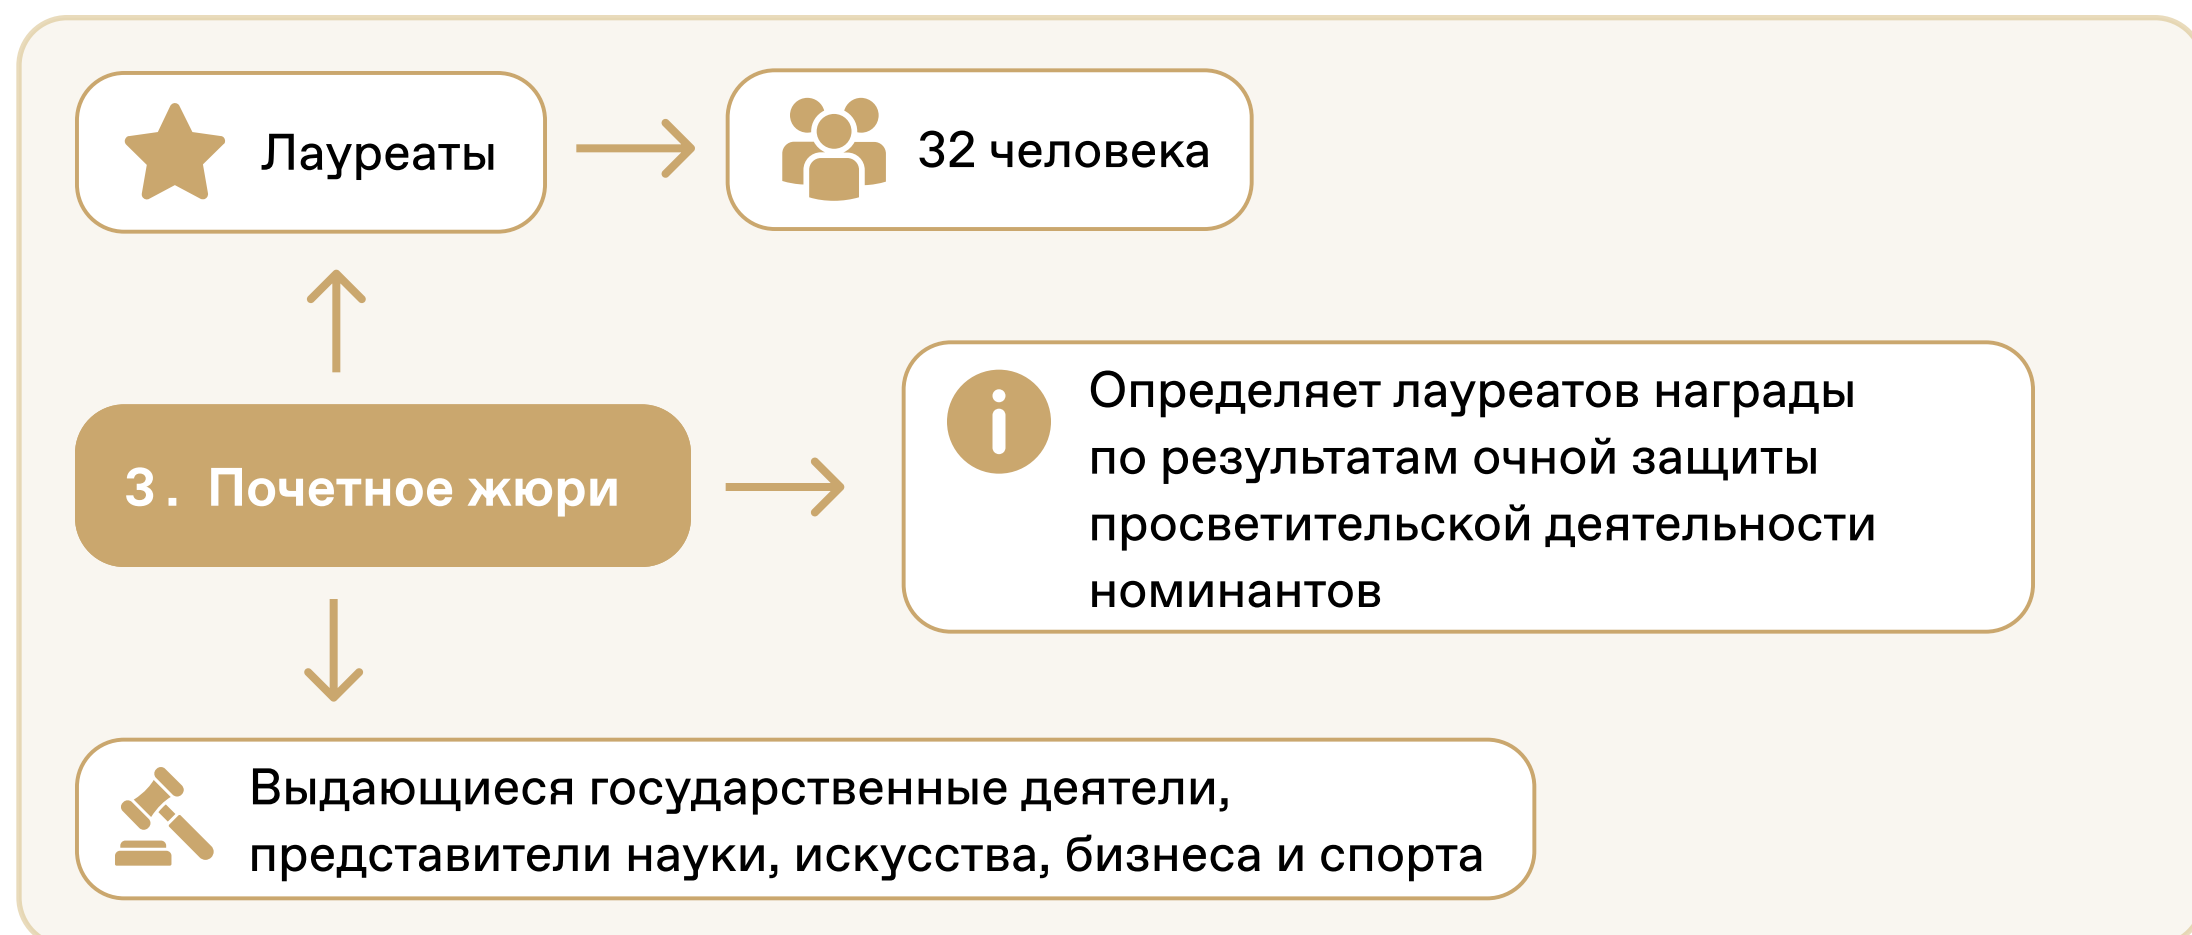 Лауреаты
32 человека
3. Почетное жюри
Определяет лауреатов награды
по результатам очной защиты
просветительской деятельности
номинантов
Выдающиеся государственные деятели,
представители науки, искусства, бизнеса и спорта